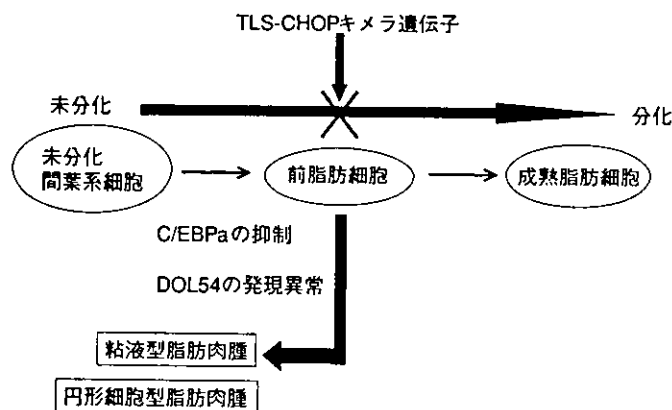 TLS-CHOPキメラ遺伝子
未分化
分化
未分化
間葉系細胞
前脂肪細胞
成熟脂肪細胞
C/EBPaの抑制
DOL54の発現異常
粘液型脂肪肉腫
円形細胞型脂肪肉腫